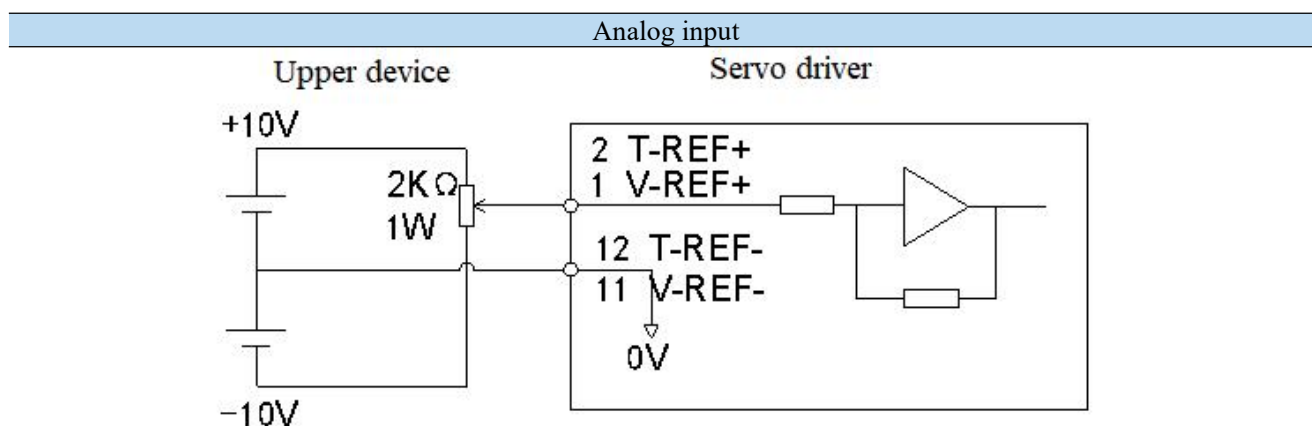 Analog input
Upper device
Servo driver
+10V
2KΩ
1W
2 T-REF+
1 V-REF+
12 T-REF-
11 V-REF-
0V
−10V